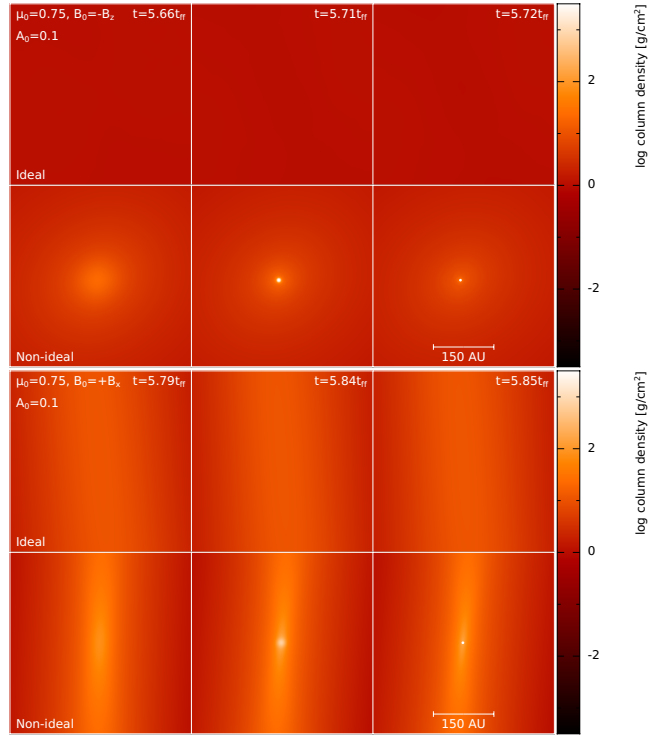 μ₀=0.75, B₀=-B_z t=5.66t_ff t=5.71t_ff t=5.72t_ff
A₀=0.1
Ideal
Non-ideal
150 AU
2
0
-2
log column density [g/cm²]
μ₀=0.75, B₀=+Bₓ t=5.79t_ff t=5.84t_ff t=5.85t_ff
A₀=0.1
Ideal
Non-ideal
150 AU
2
0
-2
log column density [g/cm²]